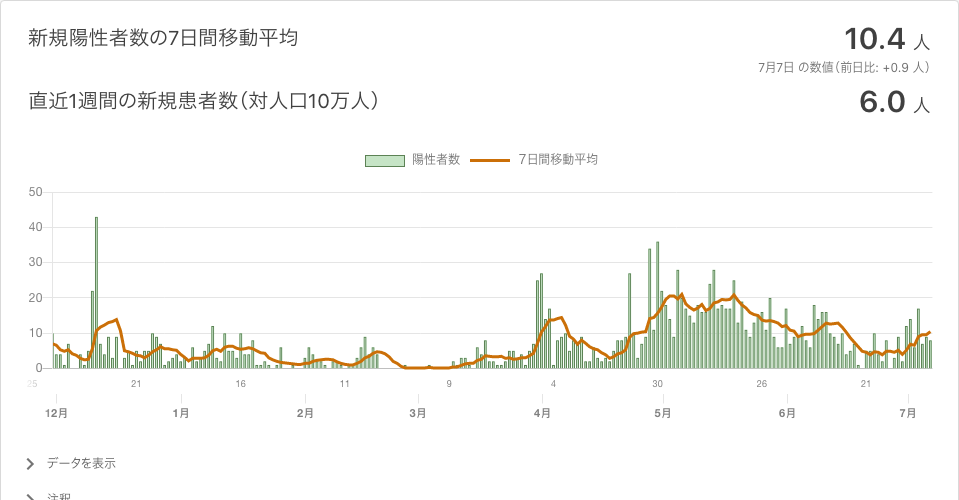 新規陽性者数の7日間移動平均
10.4 人
7月7日 の数値（前日比: +0.9 人）
直近1週間の新規患者数（対人口10万人）
6.0 人
陽性者数 7日間移動平均
50
40
30
20
10
0
25 21 16 11 9 4 30 26 21
12月 1月 2月 3月 4月 5月 6月 7月
データを表示
注釈